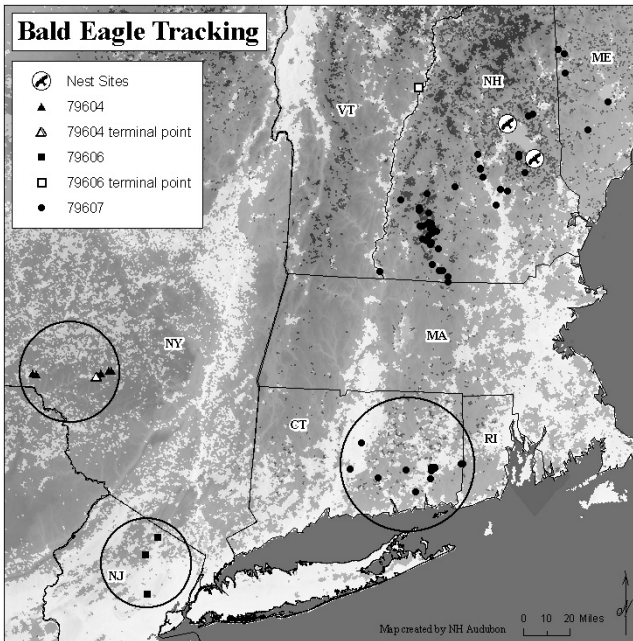 Bald Eagle Tracking
Nest Sites
79604
79604 terminal point
79606
79606 terminal point
79607
ME
NH
VT
NY
MA
CT
RI
NJ
Map created by NH Audubon
0 10 20 Miles
N